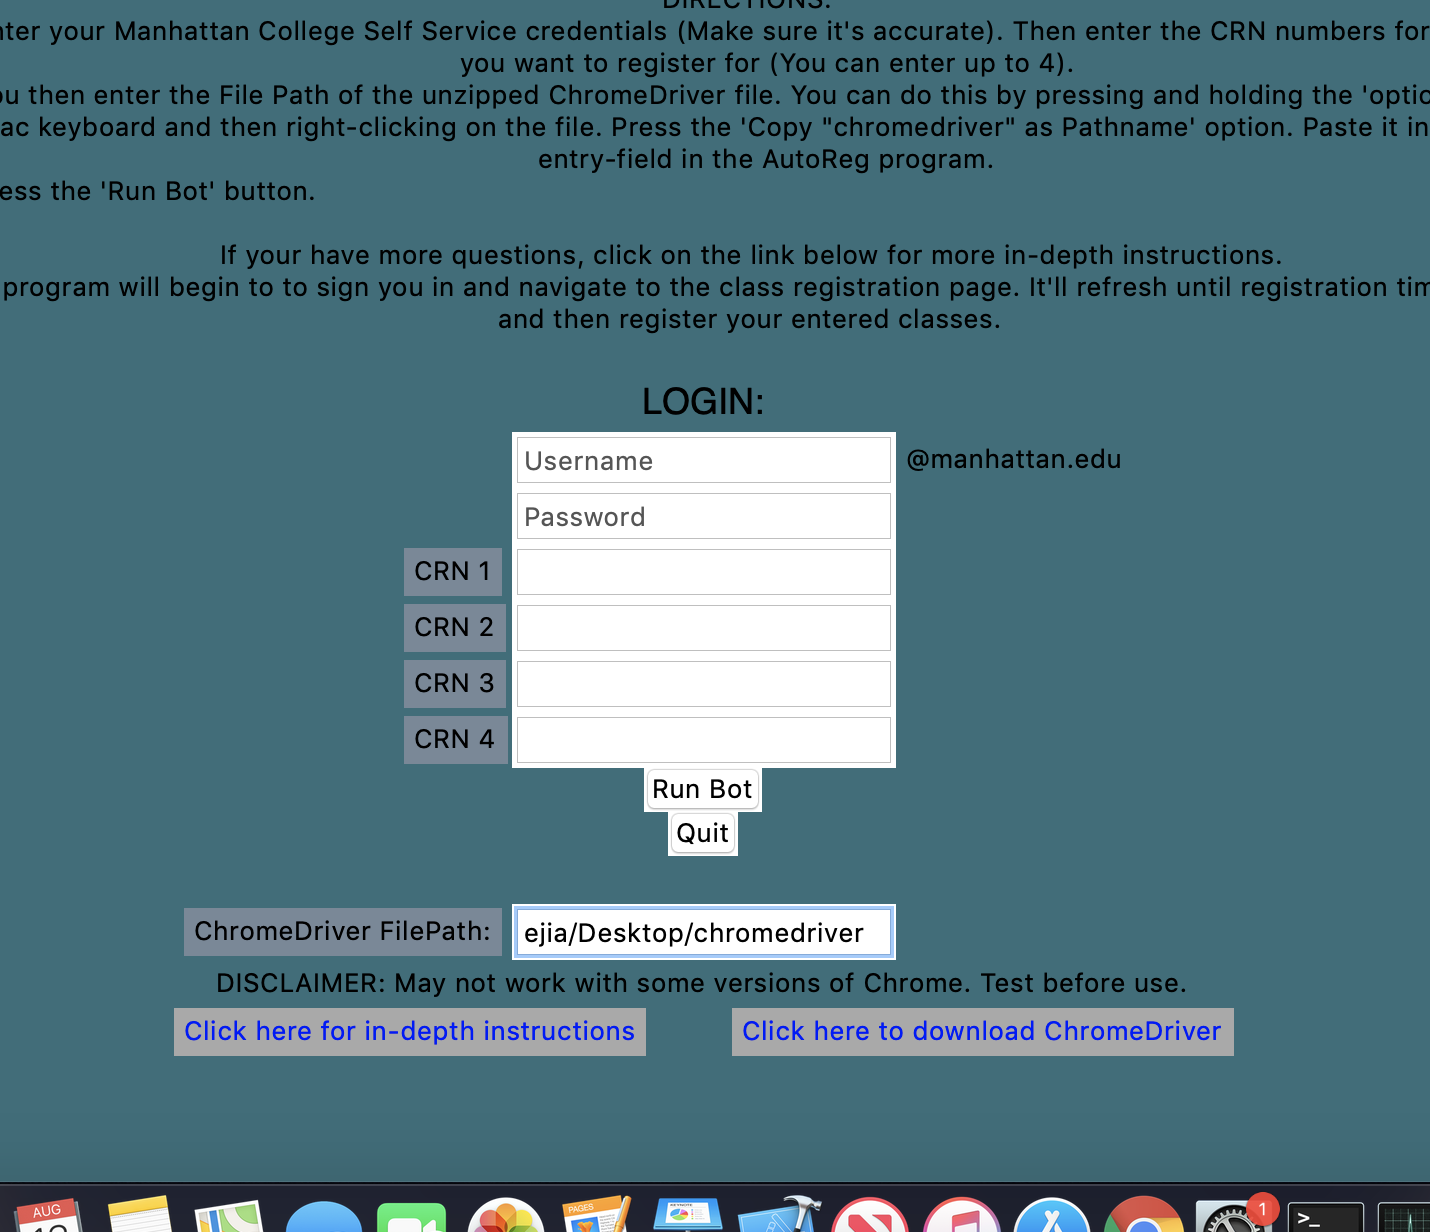 DIRECTIONS:
nter your Manhattan College Self Service credentials (Make sure it's accurate). Then enter the CRN numbers for
you want to register for (You can enter up to 4).
ou then enter the File Path of the unzipped ChromeDriver file. You can do this by pressing and holding the 'optio
ac keyboard and then right-clicking on the file. Press the 'Copy "chromedriver" as Pathname' option. Paste it in
entry-field in the AutoReg program.
ess the 'Run Bot' button.
If your have more questions, click on the link below for more in-depth instructions.
program will begin to to sign you in and navigate to the class registration page. It'll refresh until registration tim
and then register your entered classes.
LOGIN:
Username @manhattan.edu
Password
CRN 1
CRN 2
CRN 3
CRN 4
Run Bot
Quit
ChromeDriver FilePath: ejia/Desktop/chromedriver
DISCLAIMER: May not work with some versions of Chrome. Test before use.
Click here for in-depth instructions Click here to download ChromeDriver
AUG
PAGES
KEYNOTE
1
>_